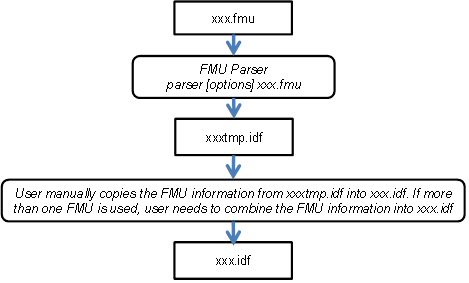 xxx.fmu
FMU Parser
parser [options] xxx.fmu
xxxtmp.idf
User manually copies the FMU information from xxxtmp.idf into xxx.idf. If more
than one FMU is used, user needs to combine the FMU information into xxx.idf
xxx.idf